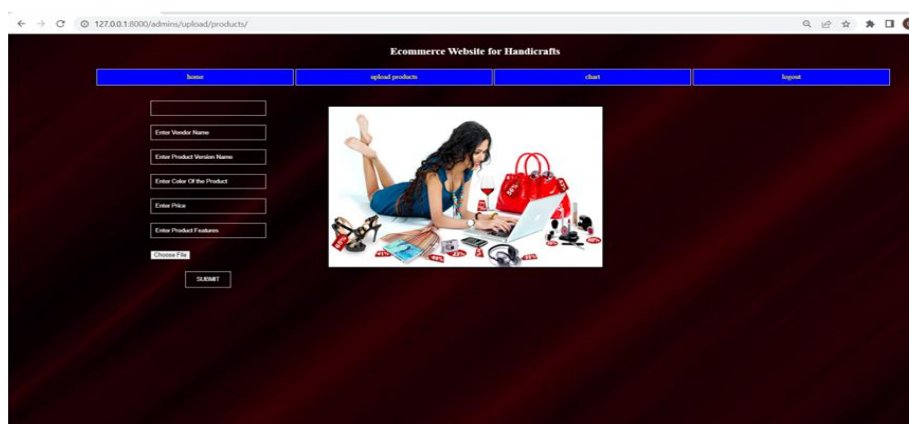 127.0.0.1:8000/admins/upload/products/
Ecommerce Website for Handicrafts
home upload products chart logout
Enter Vendor Name
Enter Product Version Name
Enter Color Of the Product
Enter Price
Enter Product Features
Choose File
SUBMIT